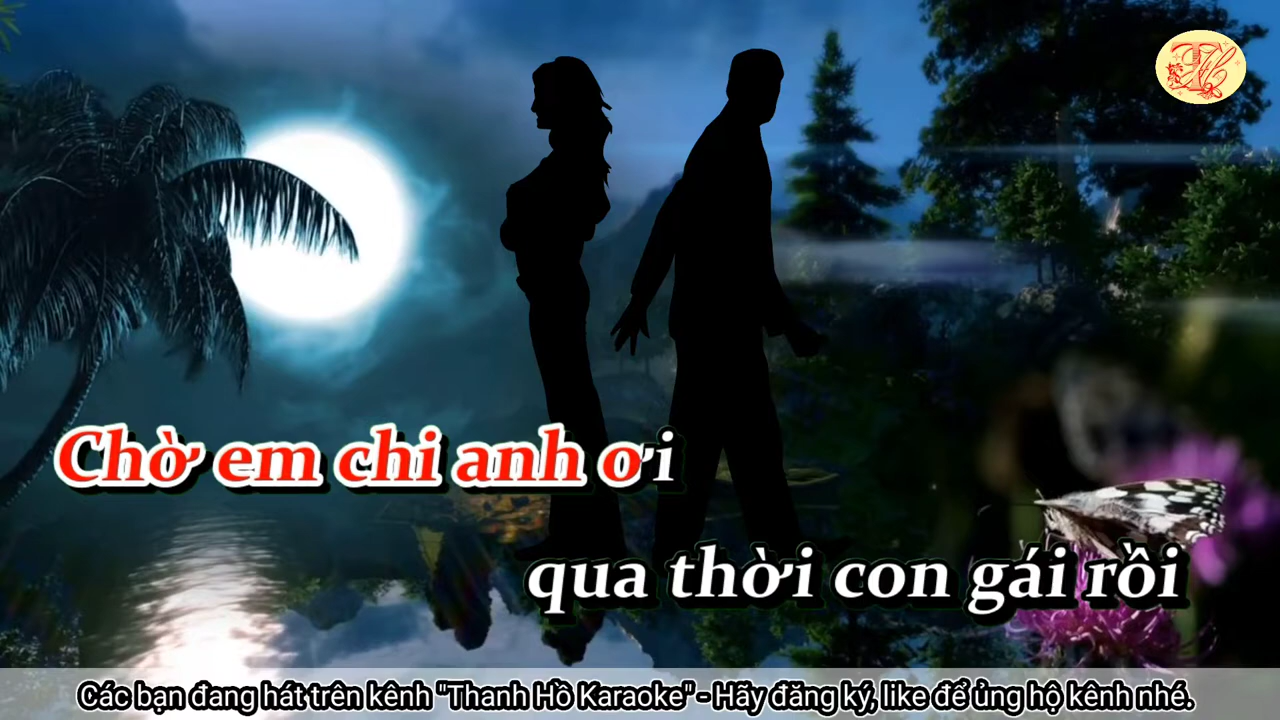 Chờ em chi anh ơi
qua thời con gái rồi
Các bạn đang hát trên kênh "Thanh Hồ Karaoke" - Hãy đăng ký, like để ủng hộ kênh nhé.